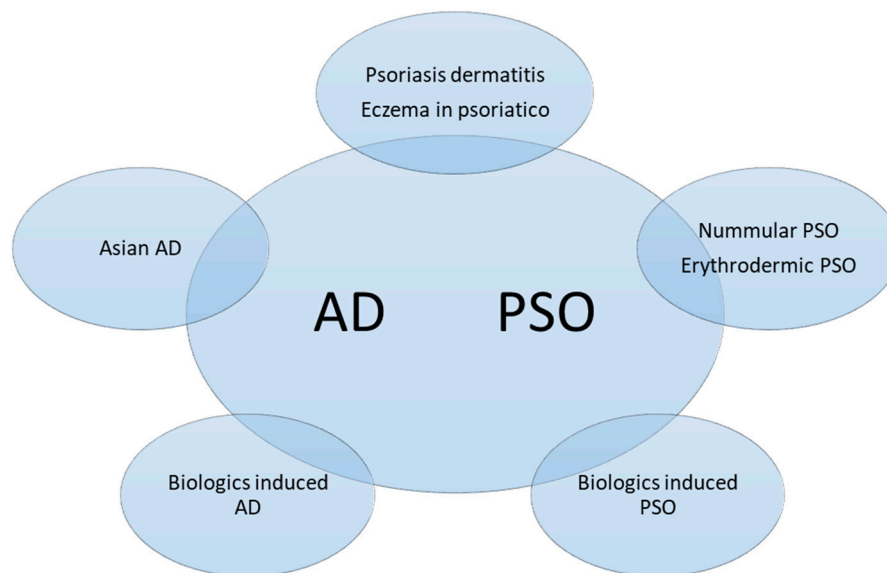 Psoriasis dermatitis
Eczema in psoriatico
Asian AD
Nummular PSO
Erythrodermic PSO
AD PSO
Biologics induced
AD
Biologics induced
PSO